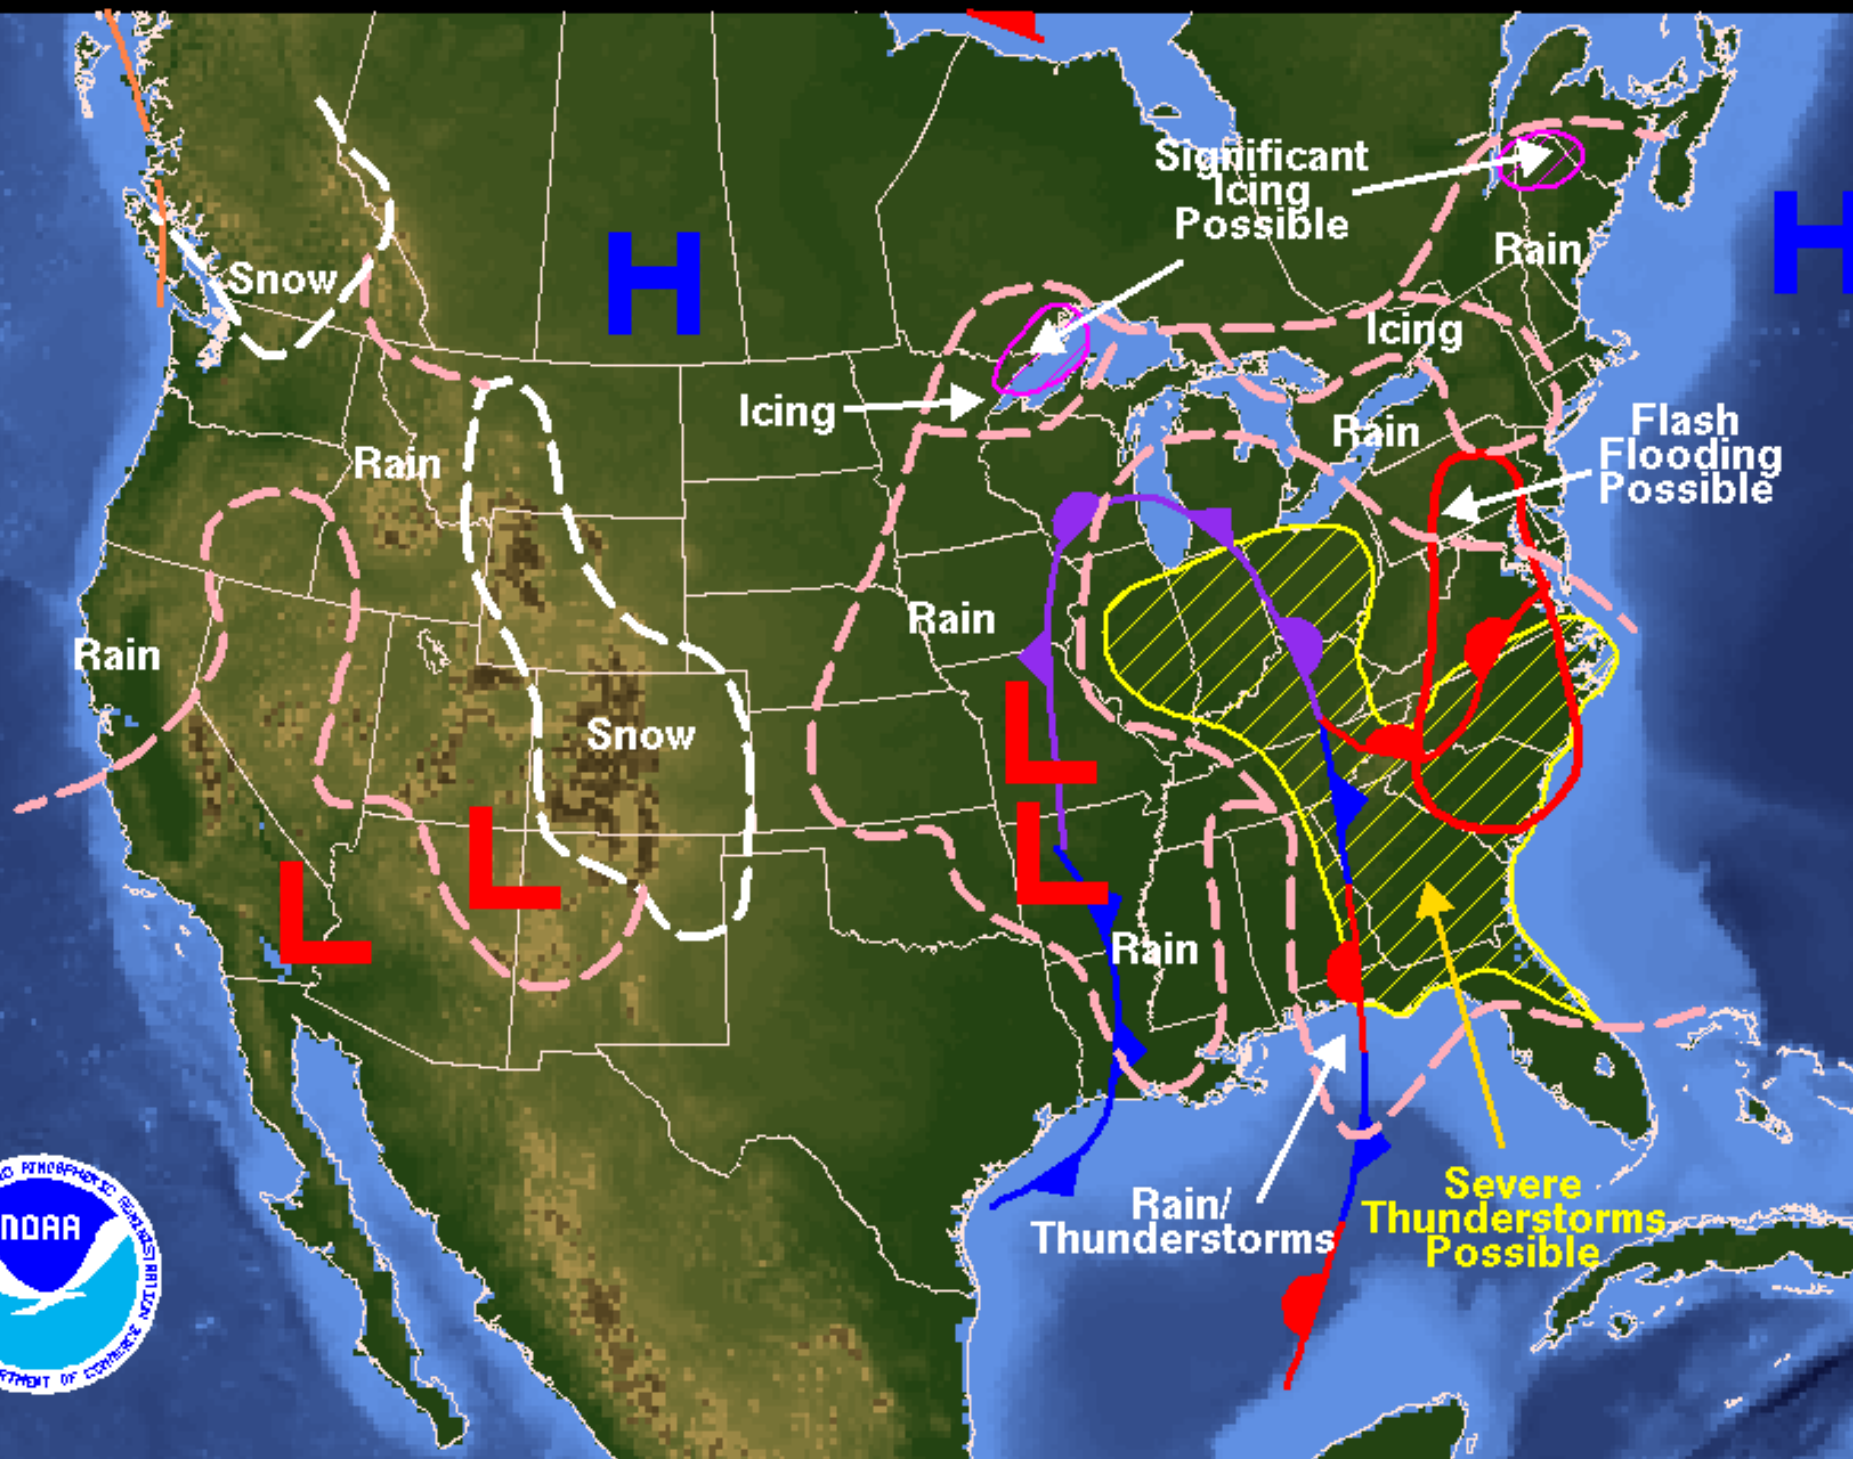 Significant
Icing
Possible
H
Rain
H
Snow
Icing
Icing
Rain
Flash
Flooding
Possible
Rain
Rain
Rain
Snow
L
L
L
L
Rain
NOAA
Rain/
Thunderstorms
Severe
Thunderstorms
Possible